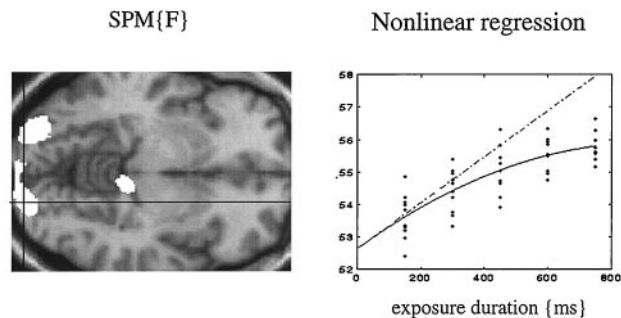 SPM{F}
Nonlinear regression
58
57
56
55
54
53
52
0 200 400 600 800
exposure duration {ms}